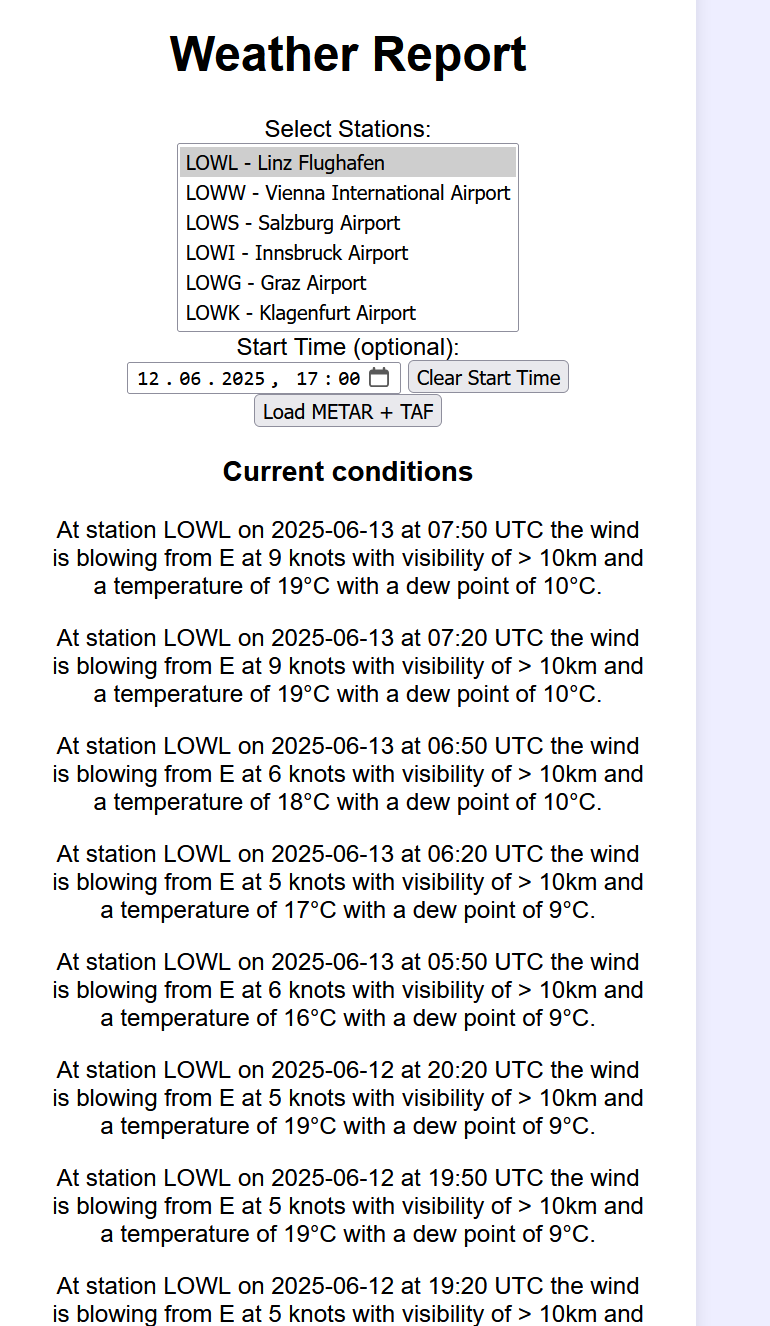 Weather Report
Select Stations:
LOWL - Linz Flughafen
LOWW - Vienna International Airport
LOWS - Salzburg Airport
LOWI - Innsbruck Airport
LOWG - Graz Airport
LOWK - Klagenfurt Airport
Start Time (optional):
12.06.2025, 17:00 Clear Start Time
Load METAR + TAF
Current conditions
At station LOWL on 2025-06-13 at 07:50 UTC the wind
is blowing from E at 9 knots with visibility of > 10km and
a temperature of 19°C with a dew point of 10°C.
At station LOWL on 2025-06-13 at 07:20 UTC the wind
is blowing from E at 9 knots with visibility of > 10km and
a temperature of 19°C with a dew point of 10°C.
At station LOWL on 2025-06-13 at 06:50 UTC the wind
is blowing from E at 6 knots with visibility of > 10km and
a temperature of 18°C with a dew point of 10°C.
At station LOWL on 2025-06-13 at 06:20 UTC the wind
is blowing from E at 5 knots with visibility of > 10km and
a temperature of 17°C with a dew point of 9°C.
At station LOWL on 2025-06-13 at 05:50 UTC the wind
is blowing from E at 6 knots with visibility of > 10km and
a temperature of 16°C with a dew point of 9°C.
At station LOWL on 2025-06-12 at 20:20 UTC the wind
is blowing from E at 5 knots with visibility of > 10km and
a temperature of 19°C with a dew point of 9°C.
At station LOWL on 2025-06-12 at 19:50 UTC the wind
is blowing from E at 5 knots with visibility of > 10km and
a temperature of 19°C with a dew point of 9°C.
At station LOWL on 2025-06-12 at 19:20 UTC the wind
is blowing from E at 5 knots with visibility of > 10km and